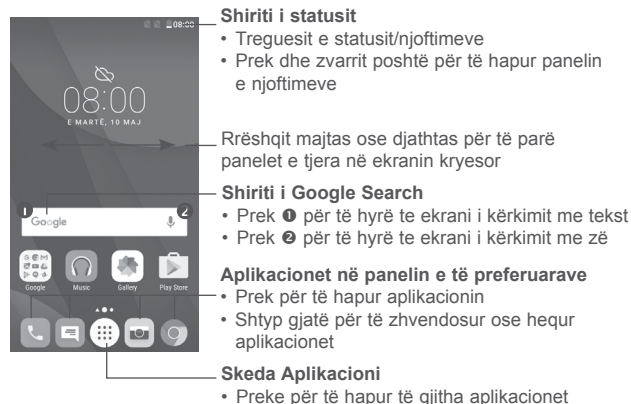 08:00
Shiriti i statusit
• Treguesit e statusit/njoftimeve
• Prek dhe zvarrit poshtë për të hapur panelin
e njoftimeve
08:00
E MARTË, 10 MAJ
Rrëshqit majtas ose djathtas për të parë
panelet e tjera në ekranin kryesor
Shiriti i Google Search
• Prek ❶ për të hyrë te ekrani i kërkimit me tekst
• Prek ❷ për të hyrë te ekrani i kërkimit me zë
❶ ❷
Google
Google Music Gallery Play Store
Aplikacionet në panelin e të preferuarave
• Prek për të hapur aplikacionin
• Shtyp gjatë për të zhvendosur ose hequr
aplikacionet
Skeda Aplikacioni
• Preke për të hapur të gjitha aplikacionet